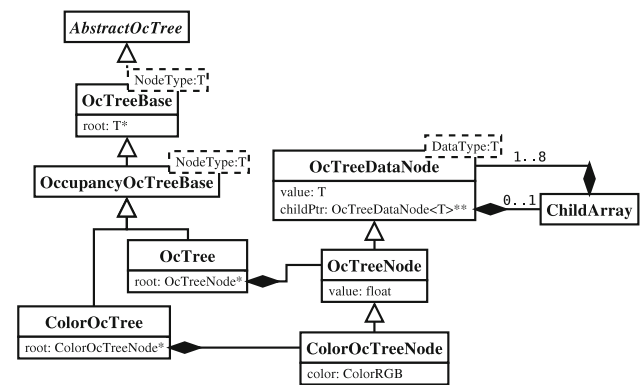 AbstractOcTree
NodeType:T
OcTreeBase
root: T*
NodeType:T
OccupancyOcTreeBase
DataType:T
OcTreeDataNode
value: T
childPtr: OcTreeDataNode<T>**
1..8
0..1
ChildArray
OcTree
root: OcTreeNode*
OcTreeNode
value: float
ColorOcTree
root: ColorOcTreeNode*
ColorOcTreeNode
color: ColorRGB